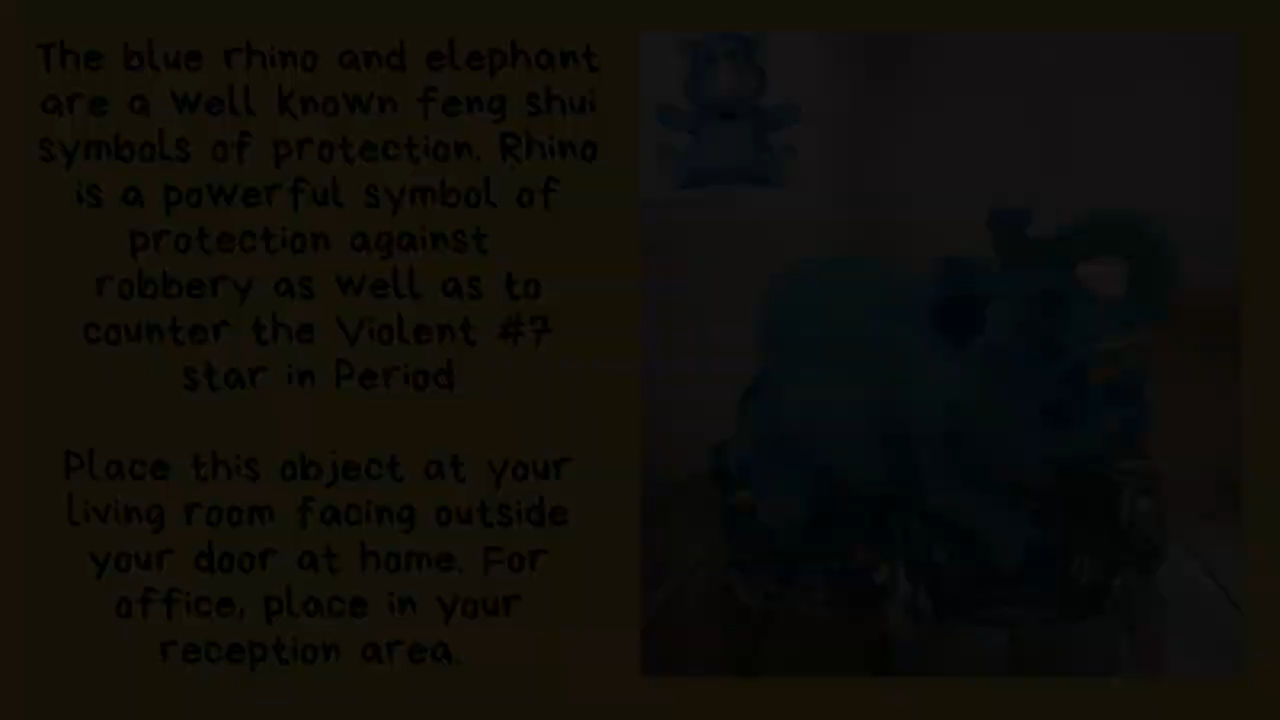 The blue rhino and elephant
are a well known feng shui
symbols of protection. Rhino
is a powerful symbol of
protection against
robbery as well as to
counter the Violent #7
star in Period
Place this object at your
living room facing outside
your door at home. For
office, place in your
reception area.